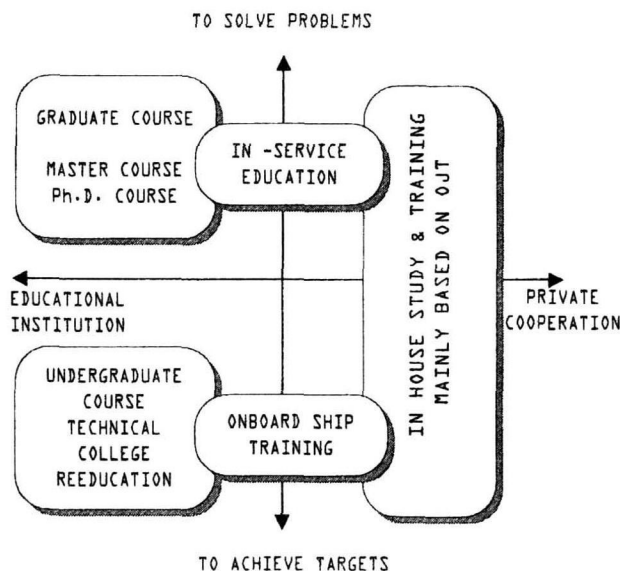 TO SOLVE PROBLEMS
GRADUATE COURSE
MASTER COURSE
Ph.D. COURSE
IN -SERVICE
EDUCATION
IN HOUSE STUDY & TRAINING
MAINLY BASED ON OJT
EDUCATIONAL
INSTITUTION
PRIVATE
COOPERATION
UNDERGRADUATE
COURSE
TECHNICAL
COLLEGE
REEDUCATION
ONBOARD SHIP
TRAINING
TO ACHIEVE TARGETS